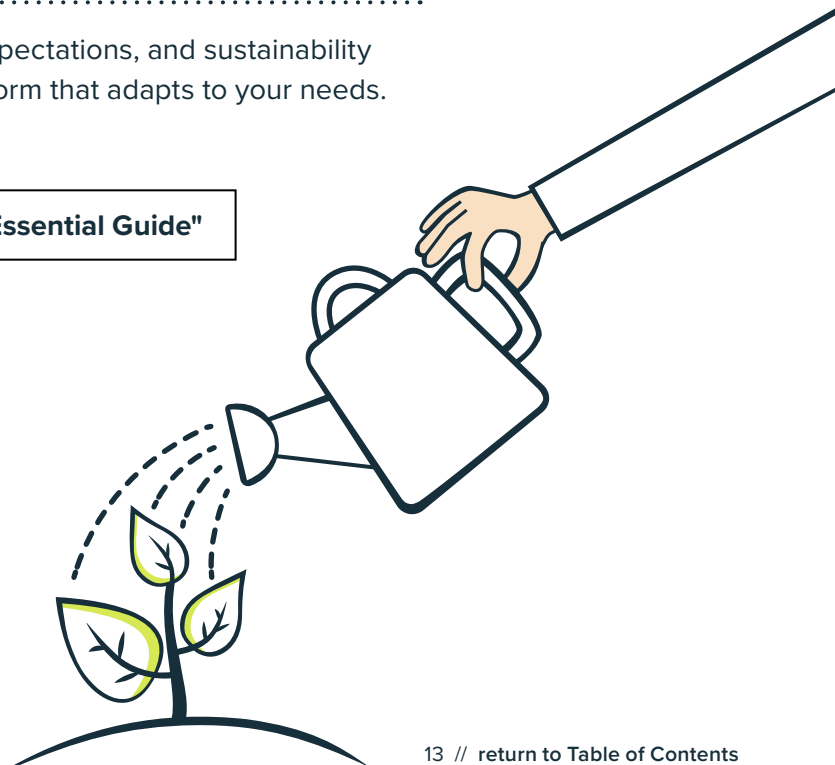 pectations, and sustainability
orm that adapts to your needs.
Essential Guide"
13 // return to Table of Contents